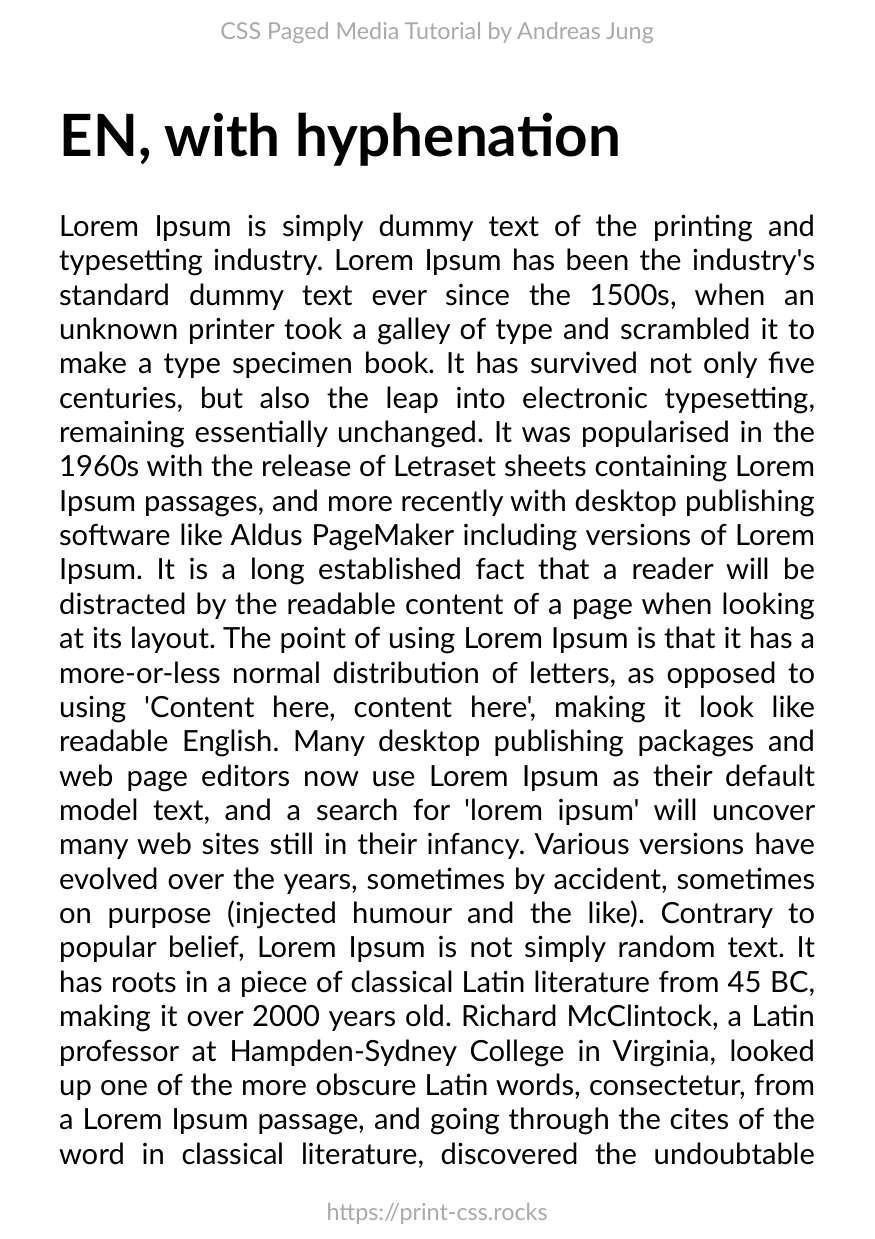 CSS Paged Media Tutorial by Andreas Jung
EN, with hyphenation
Lorem Ipsum is simply dummy text of the printing and
typesetting industry. Lorem Ipsum has been the industry's
standard dummy text ever since the 1500s, when an
unknown printer took a galley of type and scrambled it to
make a type specimen book. It has survived not only five
centuries, but also the leap into electronic typesetting,
remaining essentially unchanged. It was popularised in the
1960s with the release of Letraset sheets containing Lorem
Ipsum passages, and more recently with desktop publishing
software like Aldus PageMaker including versions of Lorem
Ipsum. It is a long established fact that a reader will be
distracted by the readable content of a page when looking
at its layout. The point of using Lorem Ipsum is that it has a
more-or-less normal distribution of letters, as opposed to
using 'Content here, content here', making it look like
readable English. Many desktop publishing packages and
web page editors now use Lorem Ipsum as their default
model text, and a search for 'lorem ipsum' will uncover
many web sites still in their infancy. Various versions have
evolved over the years, sometimes by accident, sometimes
on purpose (injected humour and the like). Contrary to
popular belief, Lorem Ipsum is not simply random text. It
has roots in a piece of classical Latin literature from 45 BC,
making it over 2000 years old. Richard McClintock, a Latin
professor at Hampden-Sydney College in Virginia, looked
up one of the more obscure Latin words, consectetur, from
a Lorem Ipsum passage, and going through the cites of the
word in classical literature, discovered the undoubtable
https://print-css.rocks